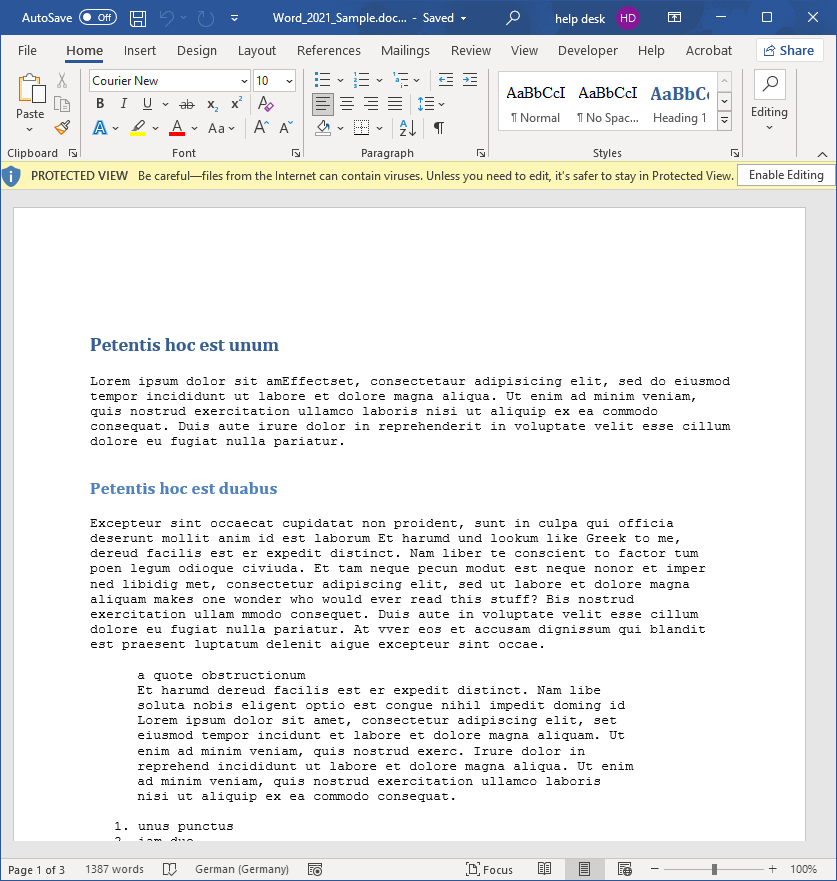 AutoSave Off Word_2021_Sample.doc... - Saved help desk HD
File Home Insert Design Layout References Mailings Review View Developer Help Acrobat Share
Paste Courier New 10 AaBbCcI AaBbCcI AaBbCc Editing
B I U ab x₂ x² A ¶ Normal ¶ No Spac... Heading 1
A A Aa A A A Z ¶
Clipboard Font Paragraph Styles
PROTECTED VIEW Be careful—files from the Internet can contain viruses. Unless you need to edit, it's safer to stay in Protected View. Enable Editing
Petentis hoc est unum
Lorem ipsum dolor sit amEffectset, consectetaur adipisicing elit, sed do eiusmod
tempor incididunt ut labore et dolore magna aliqua. Ut enim ad minim veniam,
quis nostrud exercitation ullamco laboris nisi ut aliquip ex ea commodo
consequat. Duis aute irure dolor in reprehenderit in voluptate velit esse cillum
dolore eu fugiat nulla pariatur.
Petentis hoc est duabus
Excepteur sint occaecat cupidatat non proident, sunt in culpa qui officia
deserunt mollit anim id est laborum Et harumd und lookum like Greek to me,
dereud facilis est er expedit distinct. Nam liber te conscient to factor tum
poen legum odioque civiuda. Et tam neque pecun modut est neque nonor et imper
ned libidig met, consectetur adipiscing elit, sed ut labore et dolore magna
aliquam makes one wonder who would ever read this stuff? Bis nostrud
exercitation ullam mmodo consequet. Duis aute in voluptate velit esse cillum
dolore eu fugiat nulla pariatur. At vver eos et accusam dignissum qui blandit
est praesent luptatum delenit aigue excepteur sint occae.
a quote obstructionum
Et harumd dereud facilis est er expedit distinct. Nam libe
soluta nobis eligent optio est congue nihil impedit doming id
Lorem ipsum dolor sit amet, consectetur adipiscing elit, set
eiusmod tempor incidunt et labore et dolore magna aliquam. Ut
enim ad minim veniam, quis nostrud exerc. Irure dolor in
reprehend incididunt ut labore et dolore magna aliqua. Ut enim
ad minim veniam, quis nostrud exercitation ullamco laboris
nisi ut aliquip ex ea commodo consequat.
1. unus punctus
Page 1 of 3 1387 words German (Germany) Focus 100%